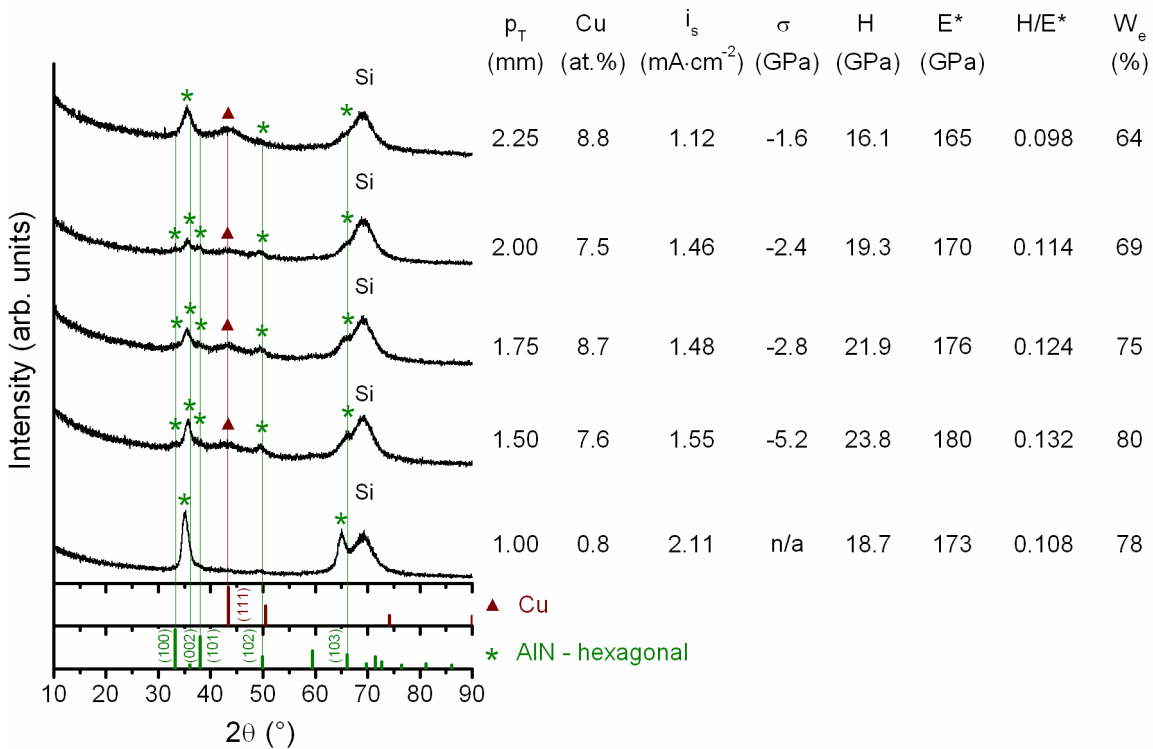 p_T Cu i_s σ H E* H/E* W_e
(mm) (at.%) (mA·cm⁻²) (GPa) (GPa) (GPa) (%)
Si
* ▲ * *
2.25 8.8 1.12 -1.6 16.1 165 0.098 64
Si
* * * ▲ * *
2.00 7.5 1.46 -2.4 19.3 170 0.114 69
Si
* * * ▲ * *
1.75 8.7 1.48 -2.8 21.9 176 0.124 75
Si
* * * ▲ * *
1.50 7.6 1.55 -5.2 23.8 180 0.132 80
Si
* *
1.00 0.8 2.11 n/a 18.7 173 0.108 78
Intensity (arb. units)
(111)
▲ Cu
(100) (002) (101) (102) (103)
* AlN - hexagonal
10 20 30 40 50 60 70 80 90
2θ (°)